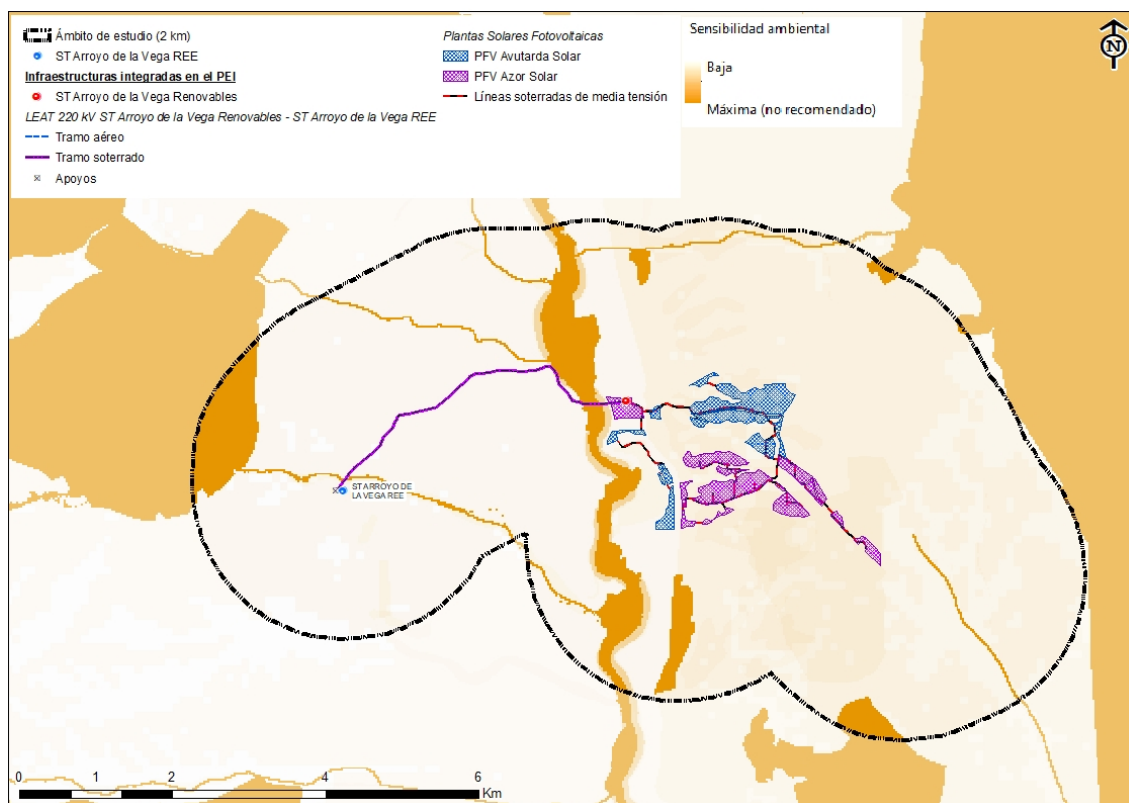 Ámbito de estudio (2 km)
ST Arroyo de la Vega REE
Infraestructuras integradas en el PEI
ST Arroyo de la Vega Renovables
LEAT 220 kV ST Arroyo de la Vega Renovables - ST Arroyo de la Vega REE
Tramo aéreo
Tramo soterrado
Apoyos
Plantas Solares Fotovoltaicas
PFV Avutarda Solar
PFV Azor Solar
Líneas soterradas de media tensión
Sensibilidad ambiental
Baja
Máxima (no recomendado)
N
ST ARROYO DE
LA VEGA REE
0 1 2 4 6
Km